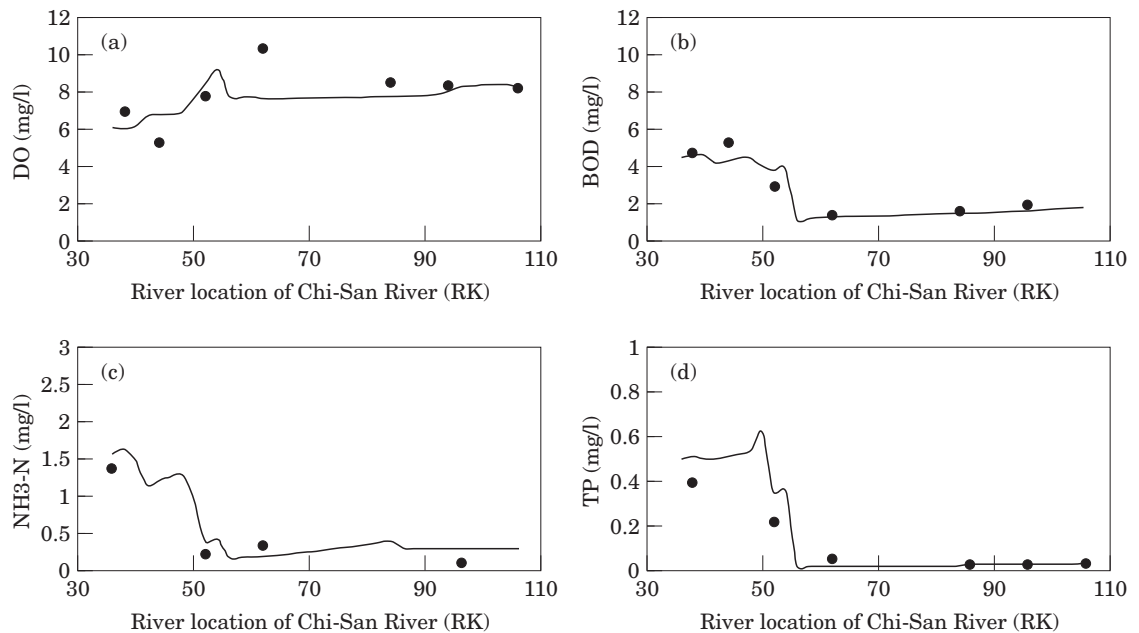 (a)
DO (mg/l)
12
10
8
6
4
2
0
30 50 70 90 110
River location of Chi-San River (RK)
(b)
BOD (mg/l)
12
10
8
6
4
2
0
30 50 70 90 110
River location of Chi-San River (RK)
(c)
NH3-N (mg/l)
3
2.5
2
1.5
1
0.5
0
30 50 70 90 110
River location of Chi-San River (RK)
(d)
TP (mg/l)
1
0.8
0.6
0.4
0.2
0
30 50 70 90 110
River location of Chi-San River (RK)